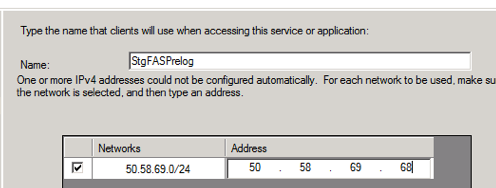 Type the name that clients will use when accessing this service or application:
Name: StgFASPrelog
One or more IPv4 addresses could not be configured automatically. For each network to be used, make su
the network is selected, and then type an address.
Networks Address
50.58.69.0/24 50 . 58 . 69 . 68